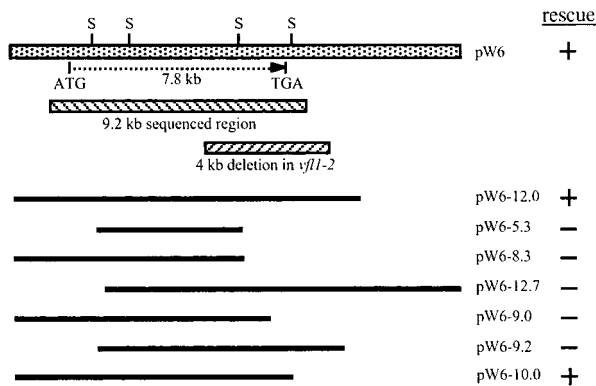 rescue
S S S S
pW6 +
ATG 7.8 kb TGA
9.2 kb sequenced region
4 kb deletion in vfl1-2
pW6-12.0 +
pW6-5.3 –
pW6-8.3 –
pW6-12.7 –
pW6-9.0 –
pW6-9.2 –
pW6-10.0 +